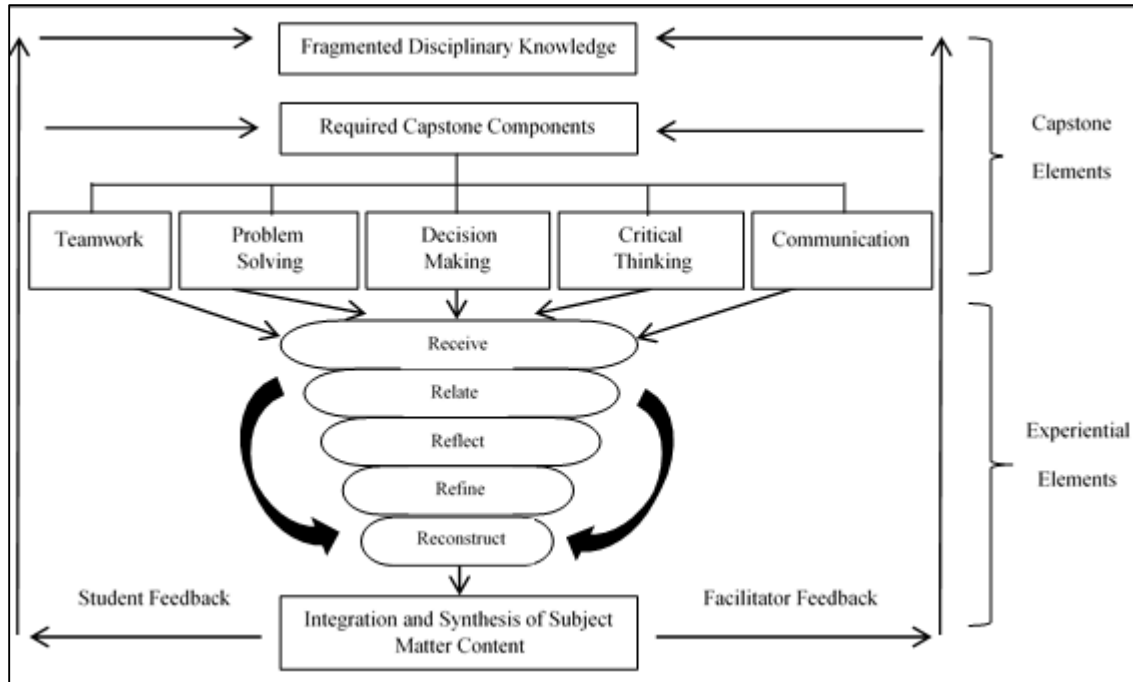 Fragmented Disciplinary Knowledge
Required Capstone Components
Capstone
Elements
Teamwork
Problem
Solving
Decision
Making
Critical
Thinking
Communication
Receive
Relate
Reflect
Refine
Reconstruct
Experiential
Elements
Student Feedback
Facilitator Feedback
Integration and Synthesis of Subject
Matter Content